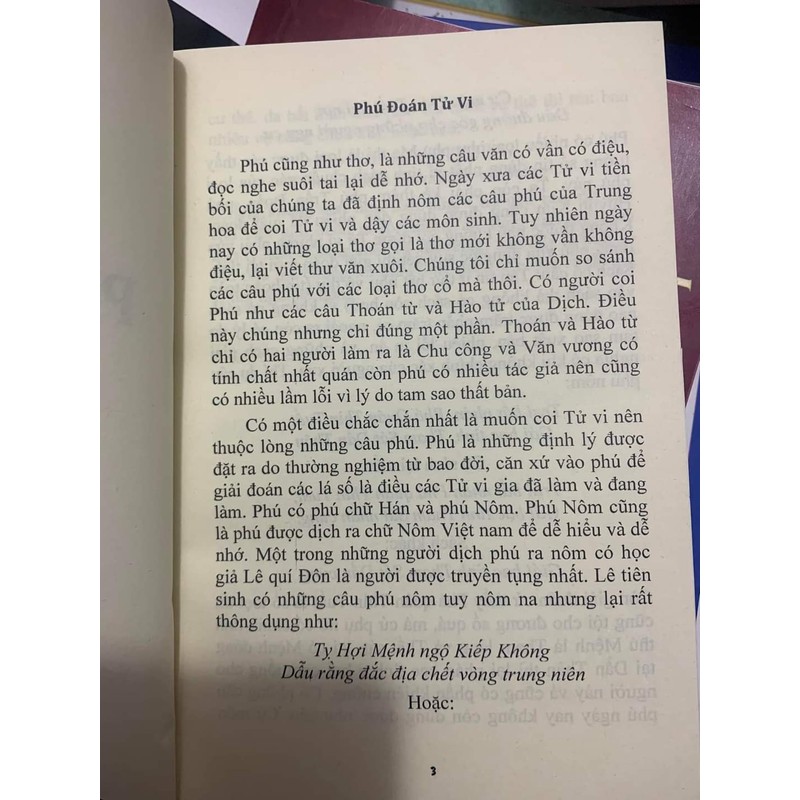 Phú Đoán Tử Vi
Phú cũng như thơ, là những câu văn có vần có điệu,
đọc nghe suôi tai lại dễ nhớ. Ngày xưa các Tử vi tiền
bối của chúng ta đã định nôm các câu phú của Trung
hoa để coi Tử vi và dậy các môn sinh. Tuy nhiên ngày
nay có những loại thơ gọi là thơ mới không vần không
điệu, lại viết thư văn xuôi. Chúng tôi chỉ muốn so sánh
các câu phú với các loại thơ cổ mà thôi. Có người coi
Phú như các câu Thoán từ và Hào tử của Dịch. Điều
này chúng nhưng chỉ đúng một phần. Thoán và Hào từ
chỉ có hai người làm ra là Chu công và Văn vương có
tính chất nhất quán còn phú có nhiều tác giả nên cũng
có nhiều lầm lỗi vì lý do tam sao thất bản.
Có một điều chắc chắn nhất là muốn coi Tử vi nên
thuộc lòng những câu phú. Phú là những định lý được
đặt ra do thường nghiệm từ bao đời, căn xứ vào phú để
giải đoán các lá số là điều các Tử vi gia đã làm và đang
làm. Phú có phú chữ Hán và phú Nôm. Phú Nôm cũng
là phú được dịch ra chữ Nôm Việt nam để dễ hiểu và dễ
nhớ. Một trong những người dịch phú ra nôm có học
giả Lê quí Đôn là người được truyền tụng nhất. Lê tiên
sinh có những câu phú nôm tuy nôm na nhưng lại rất
thông dụng như:
Tỵ Hợi Mệnh ngộ Kiếp Không
Dẫu rằng đắc địa chết vòng trung niên
Hoặc:
3